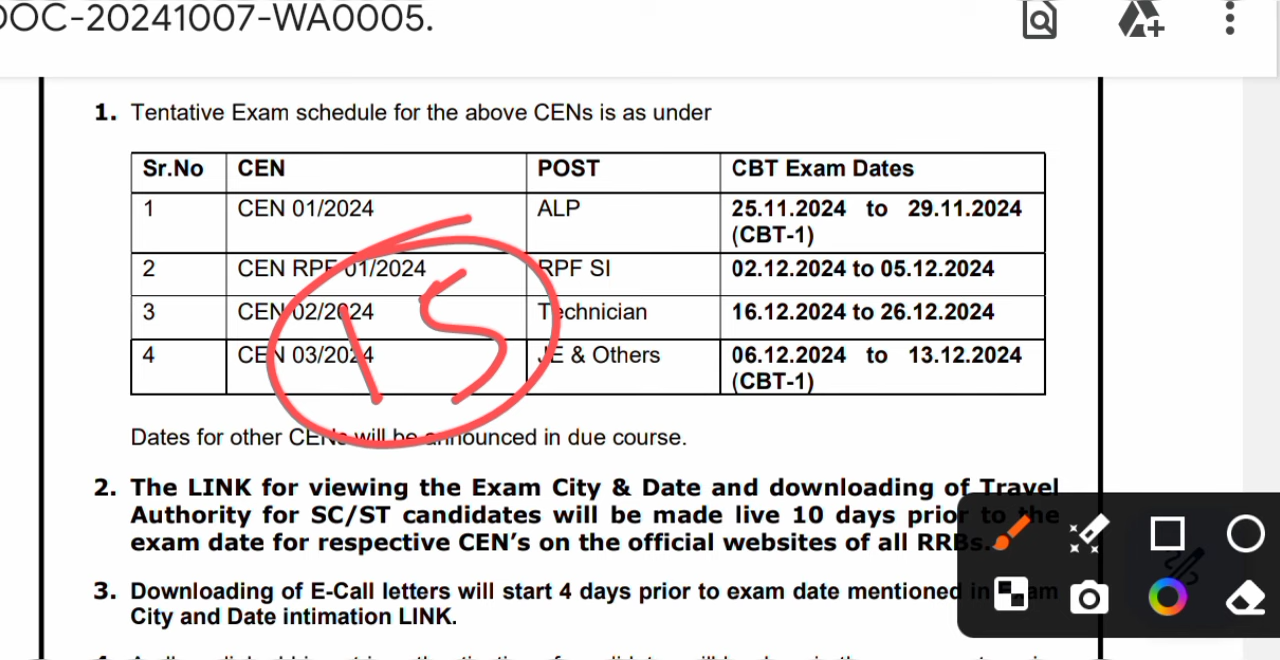 OC-20241007-WA0005.
1. Tentative Exam schedule for the above CENs is as under
Sr.No CEN POST CBT Exam Dates
1 CEN 01/2024 ALP 25.11.2024 to 29.11.2024
(CBT-1)
2 CEN RPF 01/2024 RPF SI 02.12.2024 to 05.12.2024
3 CEN 02/2024 Technician 16.12.2024 to 26.12.2024
4 CEN 03/2024 JE & Others 06.12.2024 to 13.12.2024
(CBT-1)
15
Dates for other CENs will be announced in due course.
2. The LINK for viewing the Exam City & Date and downloading of Travel
Authority for SC/ST candidates will be made live 10 days prior to the
exam date for respective CEN's on the official websites of all RRBs.
3. Downloading of E-Call letters will start 4 days prior to exam date mentioned in Exam
City and Date intimation LINK.